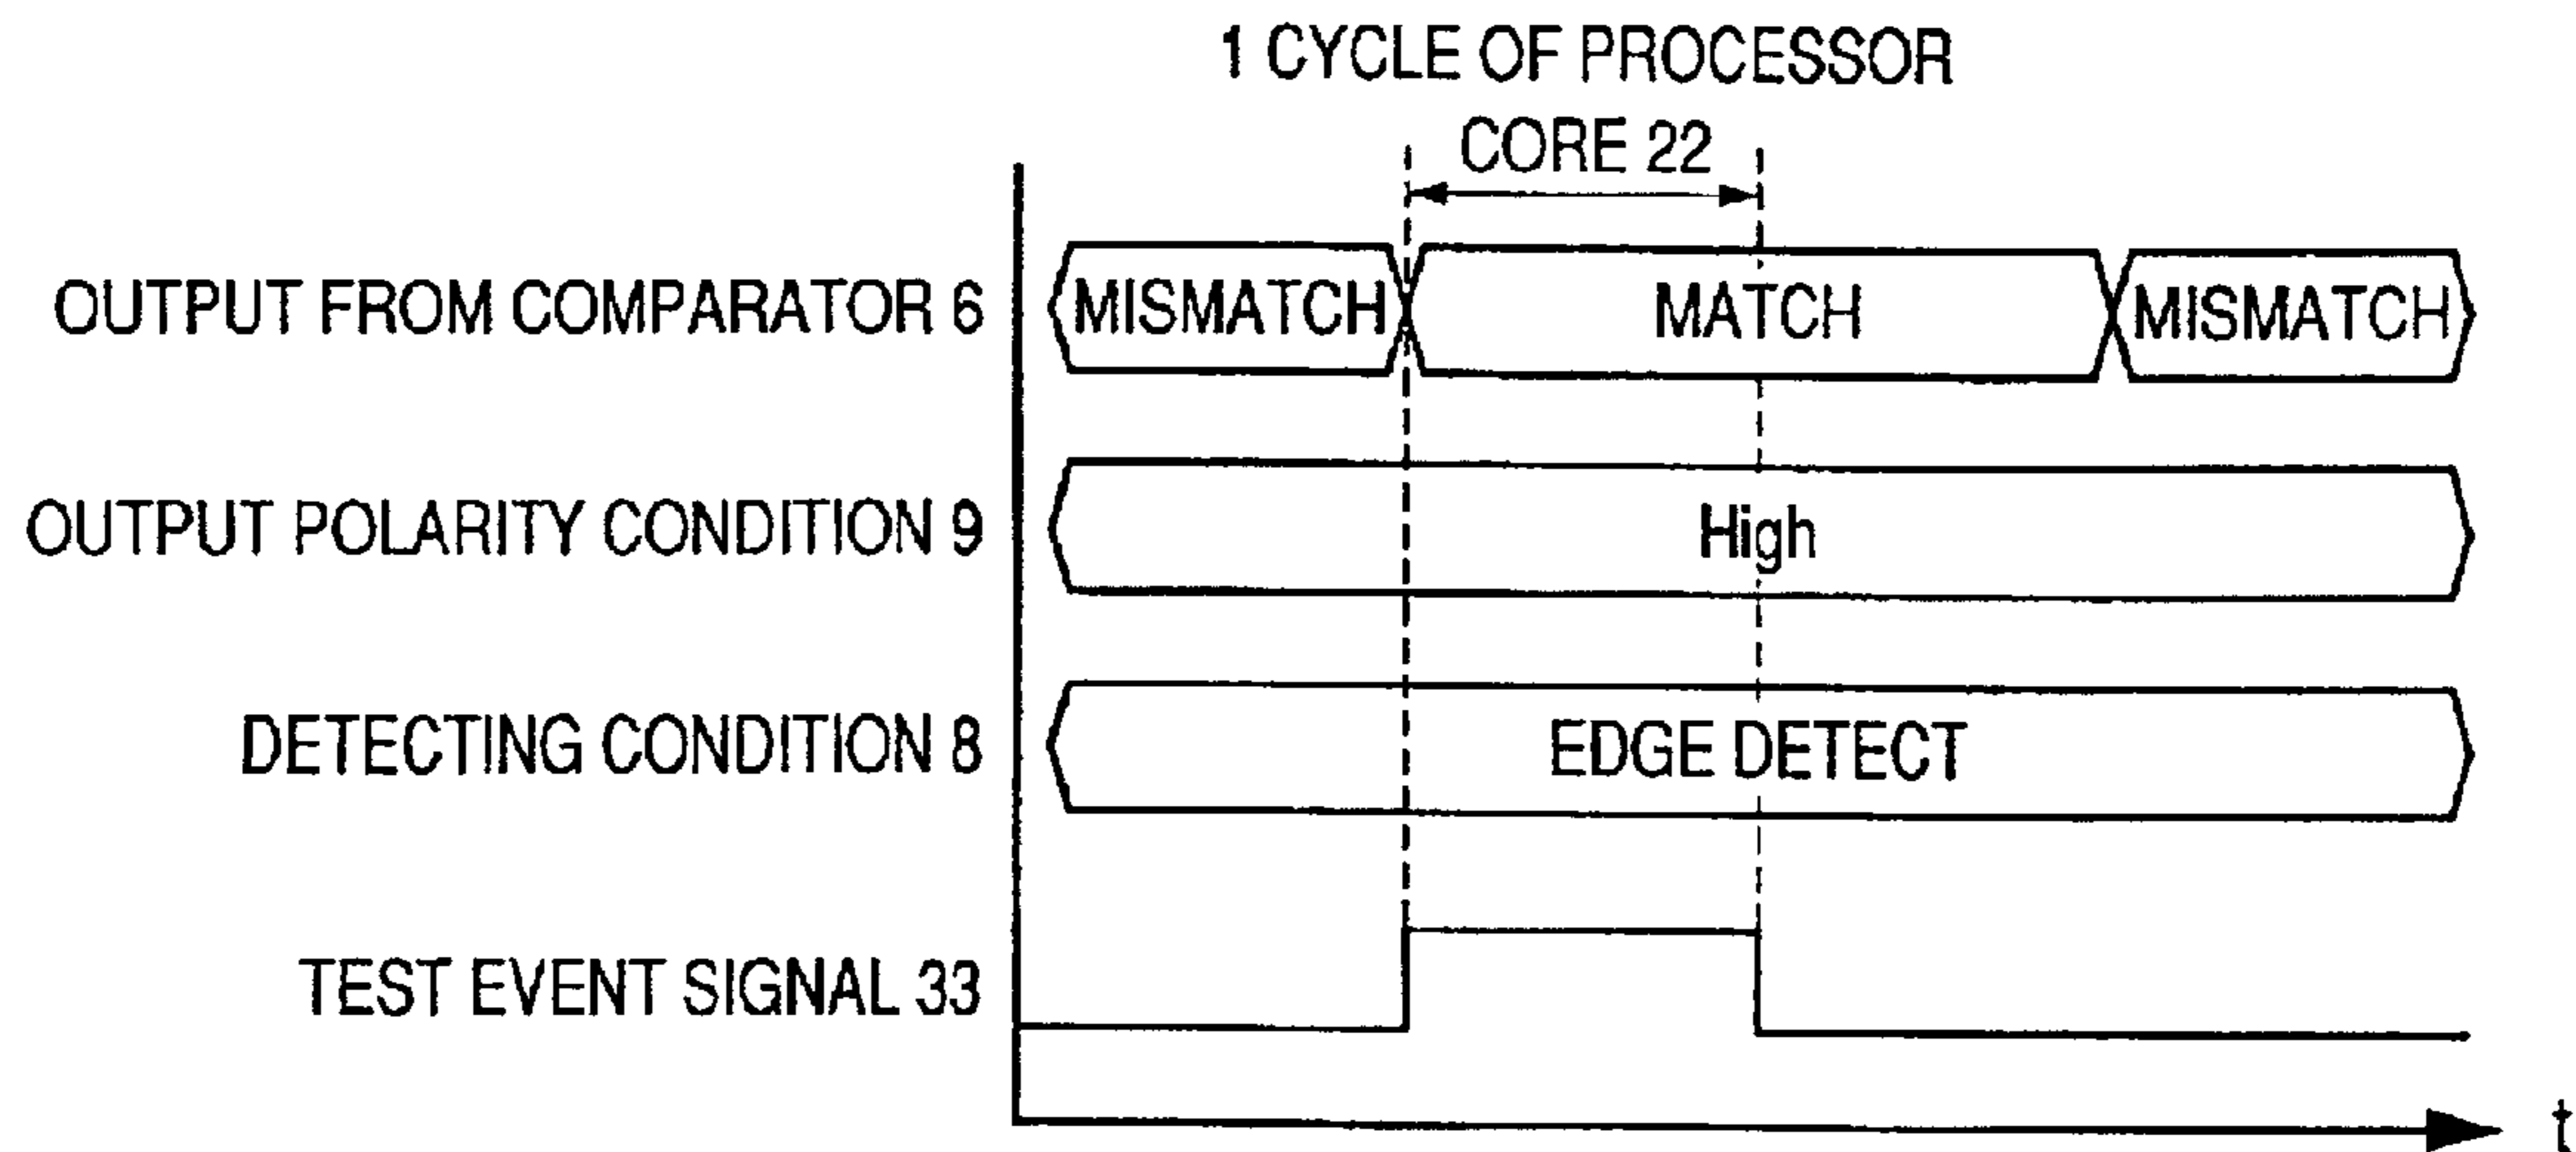 1 CYCLE OF PROCESSOR
CORE 22
OUTPUT FROM COMPARATOR 6
MISMATCH
MATCH
MISMATCH
OUTPUT POLARITY CONDITION 9
High
DETECTING CONDITION 8
EDGE DETECT
TEST EVENT SIGNAL 33
t